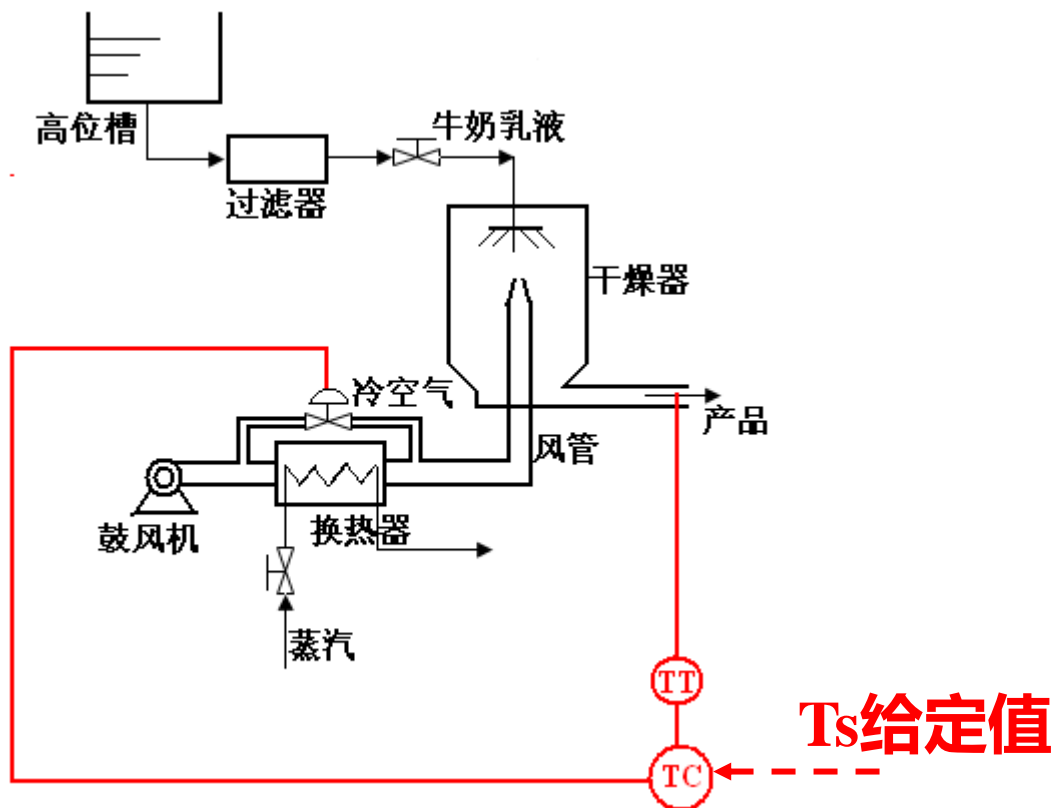 高位槽
牛奶乳液
过滤器
干燥器
冷空气
产品
风管
鼓风机
换热器
蒸汽
TT
Ts给定值
TC